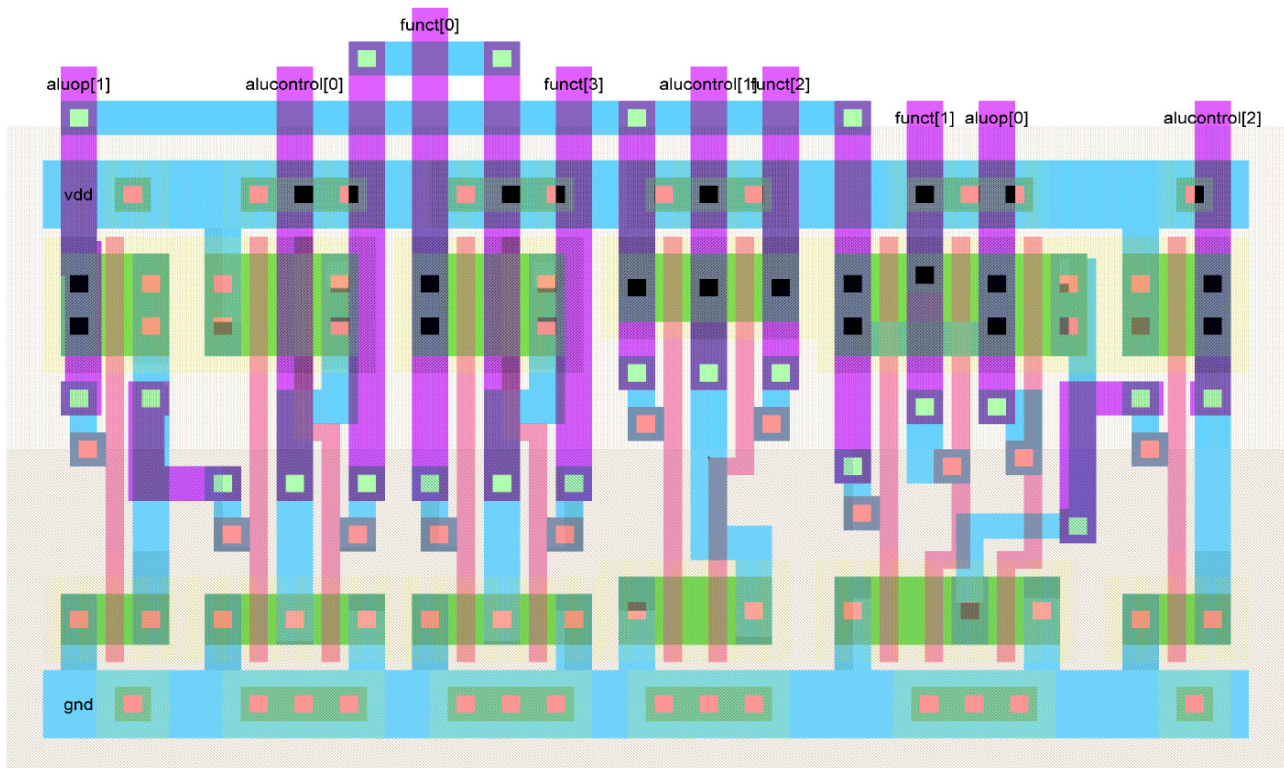 funct[0]
aluop[1]
alucontrol[0]
funct[3]
alucontrol[1]
funct[2]
funct[1]
aluop[0]
alucontrol[2]
vdd
gnd